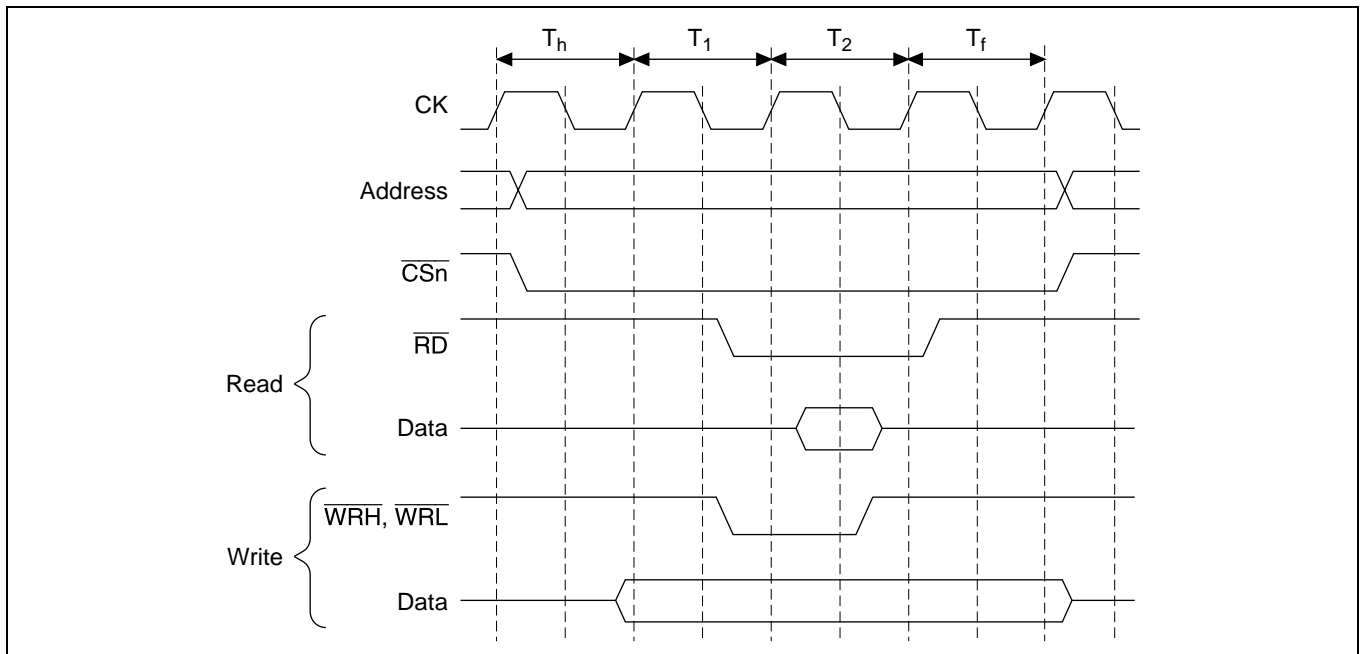 Th T1 T2 Tf
CK
Address
CSn
RD
Read
Data
WRH, WRL
Write
Data